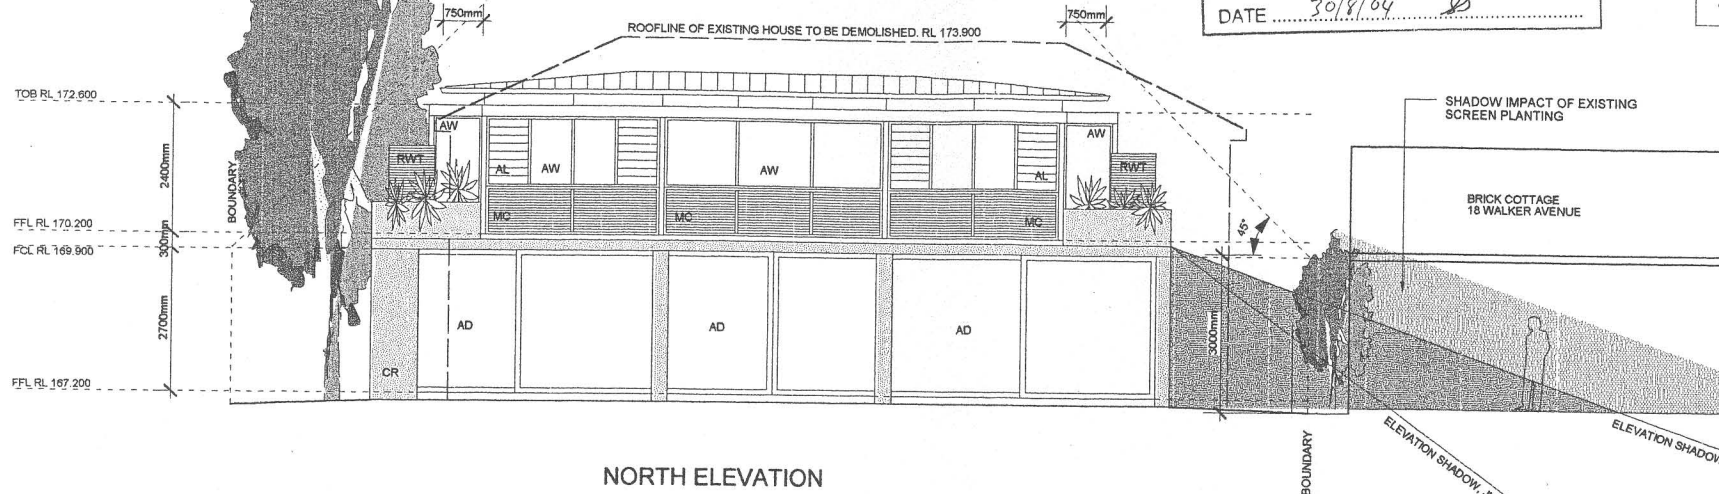 750mm
750mm
DATE 30/8/04
ROOFLINE OF EXISTING HOUSE TO BE DEMOLISHED. RL 173.900
TOB RL 172.600
SHADOW IMPACT OF EXISTING
SCREEN PLANTING
AW
AW
RWT
AL
AW
AW
AL
RWT
2400mm
BOUNDARY
BRICK COTTAGE
18 WALKER AVENUE
MC
MC
MC
FFL RL 170.200
45°
300mm
FCL RL 169.900
2700mm
AD
AD
AD
3000mm
CR
FFL RL 167.200
ELEVATION SHADOW,
ELEVATION SHADOW
BOUNDARY
NORTH ELEVATION